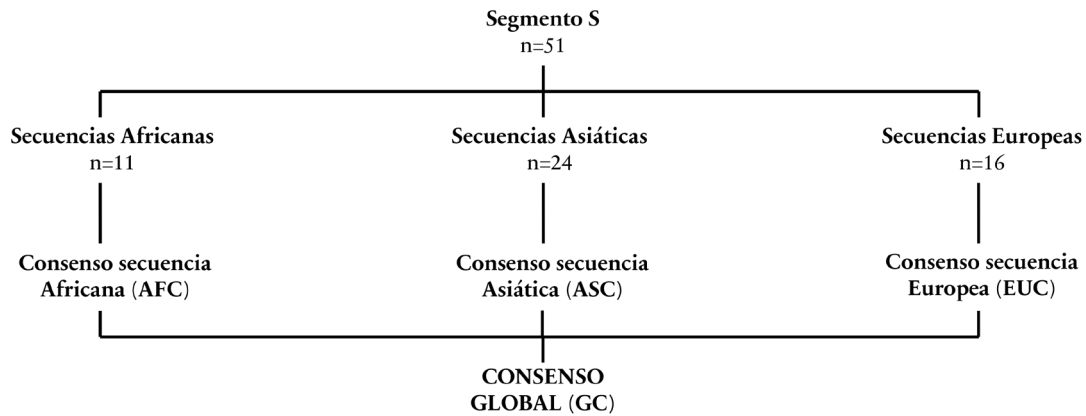 Segmento S
n=51
Secuencias Africanas
n=11
Secuencias Asiáticas
n=24
Secuencias Europeas
n=16
Consenso secuencia
Africana (AFC)
Consenso secuencia
Asiática (ASC)
Consenso secuencia
Europea (EUC)
CONSENSO
GLOBAL (GC)